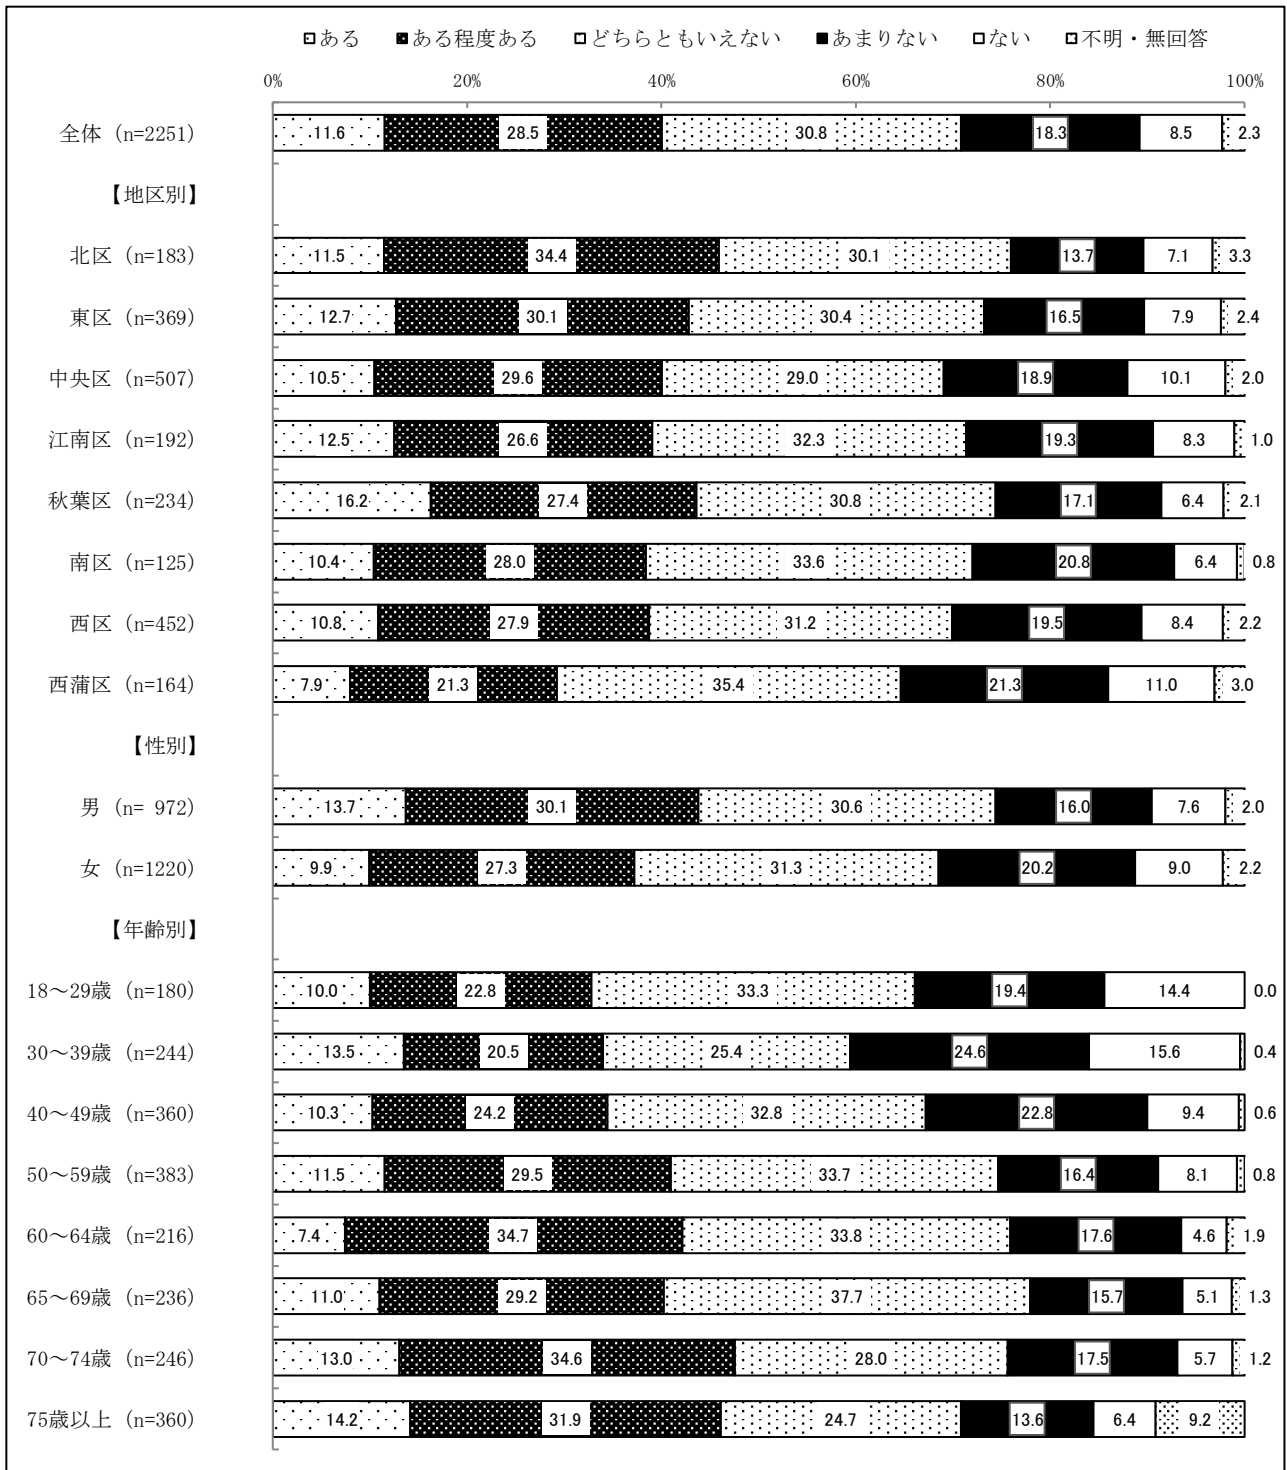 ある ある程度ある どちらともいえない あまりない ない 不明・無回答
0% 20% 40% 60% 80% 100%
全体 (n=2251) 11.6 28.5 30.8 18.3 8.5 2.3
【地区別】
北区 (n=183) 11.5 34.4 30.1 13.7 7.1 3.3
東区 (n=369) 12.7 30.1 30.4 16.5 7.9 2.4
中央区 (n=507) 10.5 29.6 29.0 18.9 10.1 2.0
江南区 (n=192) 12.5 26.6 32.3 19.3 8.3 1.0
秋葉区 (n=234) 16.2 27.4 30.8 17.1 6.4 2.1
南区 (n=125) 10.4 28.0 33.6 20.8 6.4 0.8
西区 (n=452) 10.8 27.9 31.2 19.5 8.4 2.2
西蒲区 (n=164) 7.9 21.3 35.4 21.3 11.0 3.0
【性別】
男 (n= 972) 13.7 30.1 30.6 16.0 7.6 2.0
女 (n=1220) 9.9 27.3 31.3 20.2 9.0 2.2
【年齢別】
18～29歳 (n=180) 10.0 22.8 33.3 19.4 14.4 0.0
30～39歳 (n=244) 13.5 20.5 25.4 24.6 15.6 0.4
40～49歳 (n=360) 10.3 24.2 32.8 22.8 9.4 0.6
50～59歳 (n=383) 11.5 29.5 33.7 16.4 8.1 0.8
60～64歳 (n=216) 7.4 34.7 33.8 17.6 4.6 1.9
65～69歳 (n=236) 11.0 29.2 37.7 15.7 5.1 1.3
70～74歳 (n=246) 13.0 34.6 28.0 17.5 5.7 1.2
75歳以上 (n=360) 14.2 31.9 24.7 13.6 6.4 9.2